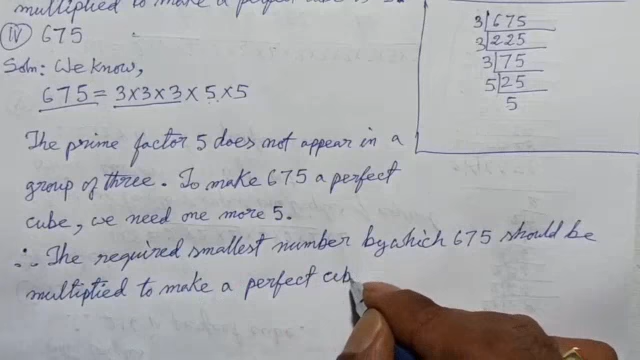 multiplied to make a perfect cube is
(iv) 675
Soln: We know,
675 = 3×3×3×5×5
The prime factor 5 does not appear in a
group of three. To make 675 a perfect
cube, we need one more 5.
∴ The required smallest number by which 675 should be
multiplied to make a perfect cub
3 675
3 225
3 75
5 25
5